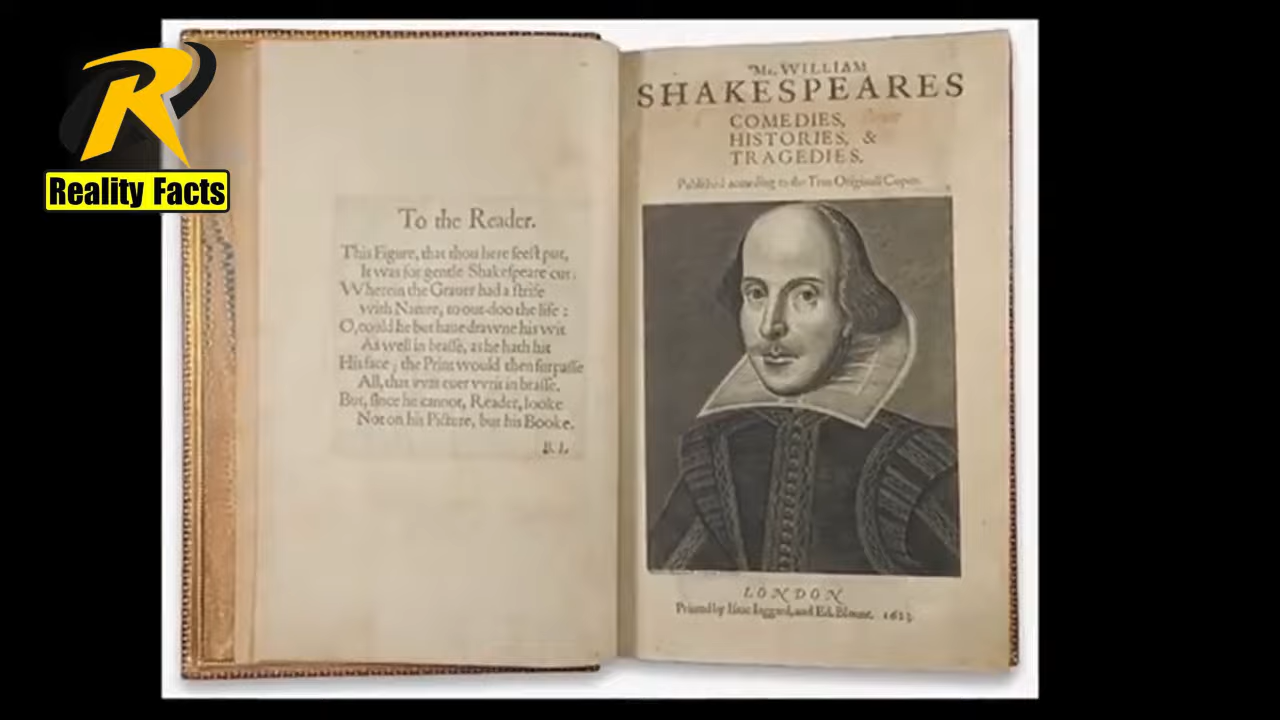 R
Reality Facts
To the Reader.
This Figure, that thou here ſeeſt put,
It was for gentle Shakeſpeare cut;
Wherein the Grauer had a ſtrife
with Nature, to out-doo the life :
O, could he but haue drawne his wit
As well in braſſe, as he hath hit
His face ; the Print would then ſurpaſſe
All, that vvas euer vvrit in braſſe.
But, ſince he cannot, Reader, looke
Not on his Picture, but his Booke.
B. I.
Mr. WILLIAM
SHAKESPEARES
COMEDIES,
HISTORIES, &
TRAGEDIES.
Publiſhed according to the True Originall Copies.
LONDON
Printed by Iſaac Iaggard, and Ed. Blount. 1623.